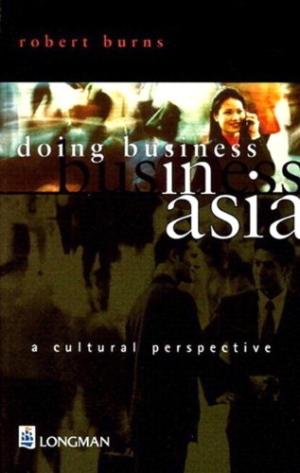 robert burns
doing business
business
in
asia
a cultural perspective
LONGMAN